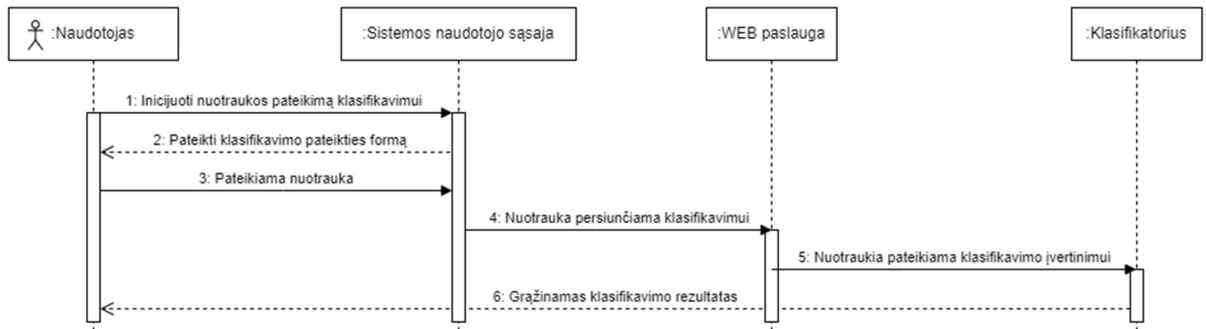 :Naudotojas
:Sistemos naudotojo sąsaja
:WEB paslauga
:Klasifikatorius
1: Inicijuoti nuotraukos pateikimą klasifikavimui
2: Pateikti klasifikavimo pateikties formą
3: Pateikiama nuotrauka
4: Nuotrauka persiunčiama klasifikavimui
5: Nuotraukia pateikiama klasifikavimo įvertinimui
6: Grąžinamas klasifikavimo rezultatas